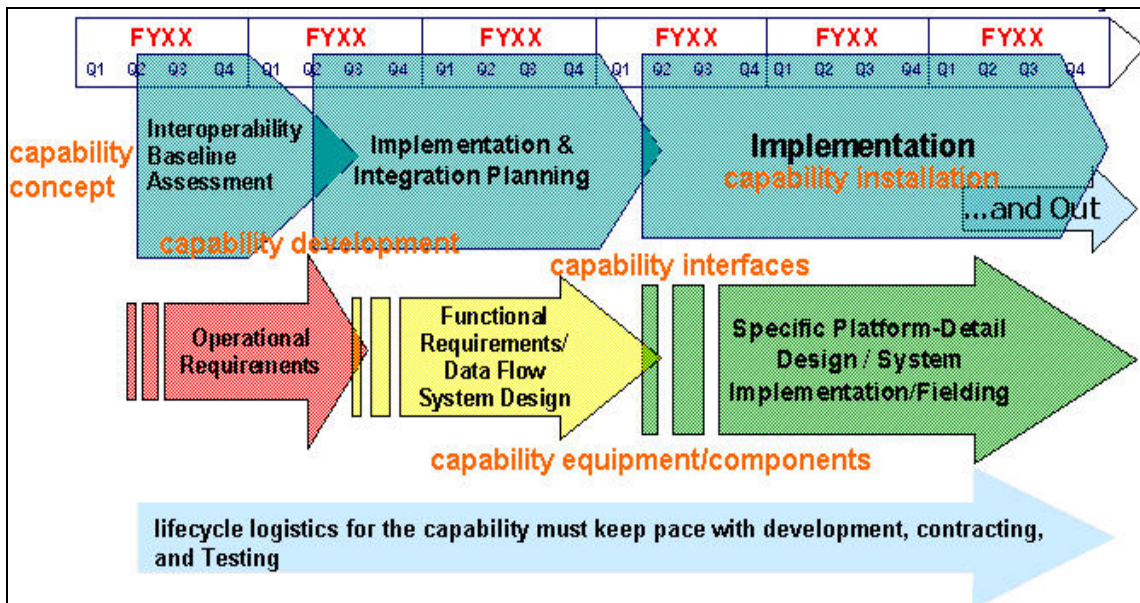 FYXX FYXX FYXX FYXX FYXX FYXX
Q1 Q2 Q3 Q4 Q1 Q2 Q3 Q4 Q1 Q2 Q3 Q4 Q1 Q2 Q3 Q4 Q1 Q2 Q3 Q4 Q1 Q2 Q3 Q4
capability
concept
Interoperability
Baseline
Assessment
Implementation &
Integration Planning
Implementation
capability installation
...and Out
capability development
capability interfaces
Operational
Requirements
Functional
Requirements/
Data Flow
System Design
Specific Platform-Detail
Design / System
Implementation/Fielding
capability equipment/components
lifecycle logistics for the capability must keep pace with development, contracting,
and Testing